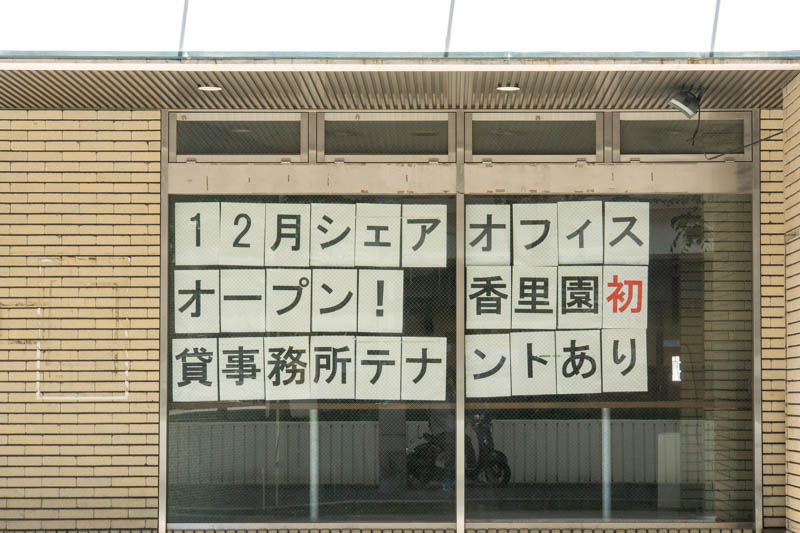 12月シェアオフィス
オープン！香里園初
貸事務所テナントあり